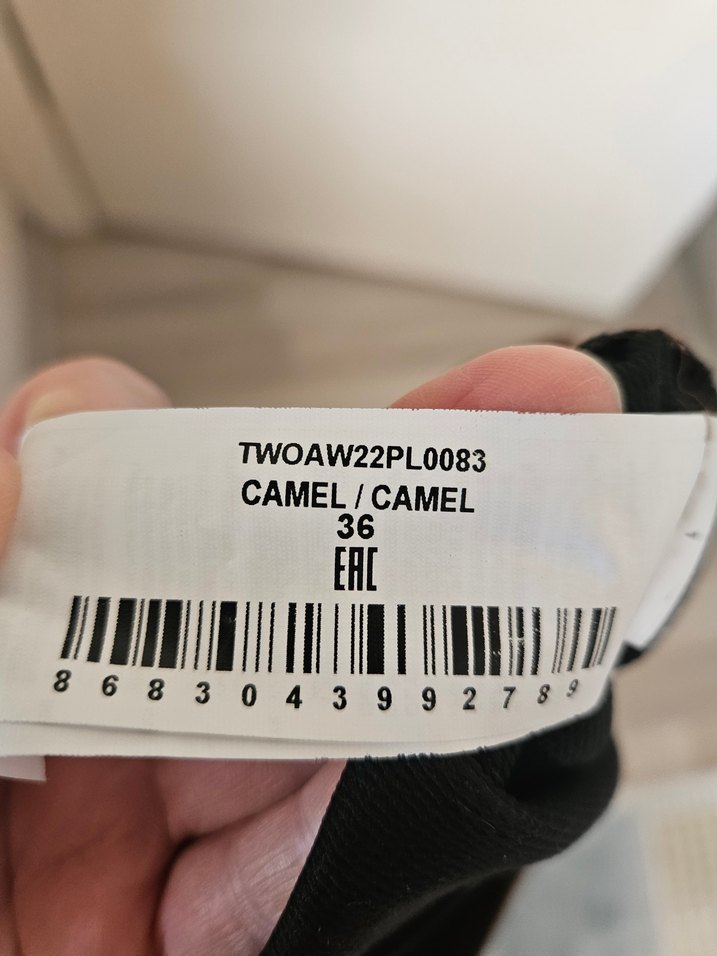 TWOAW22PL0083
CAMEL / CAMEL
36
EAC
8683043992789